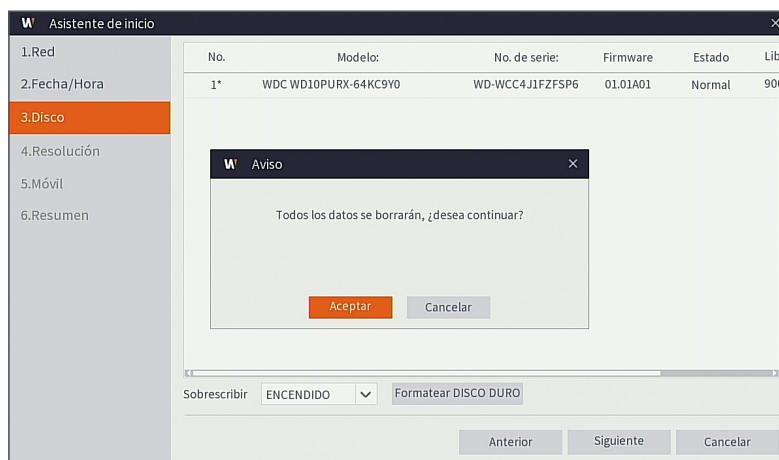 Asistente de inicio
1.Red
2.Fecha/Hora
3.Disco
4.Resolución
5.Móvil
6.Resumen
No. Modelo: No. de serie: Firmware Estado Lib
1* WDC WD10PURX-64KC9Y0 WD-WCC4J1FZFSP6 01.01A01 Normal 900
Aviso
Todos los datos se borrarán, ¿desea continuar?
Aceptar Cancelar
Sobrescribir ENCENDIDO Formatear DISCO DURO
Anterior Siguiente Cancelar